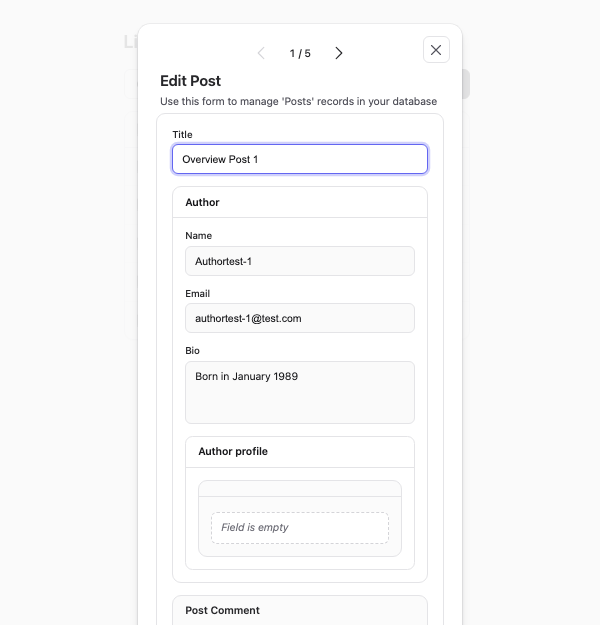 Li
1 / 5
Edit Post
Use this form to manage 'Posts' records in your database
Title
Overview Post 1
Author
Name
Authortest-1
Email
authortest-1@test.com
Bio
Born in January 1989
Author profile
Field is empty
Post Comment